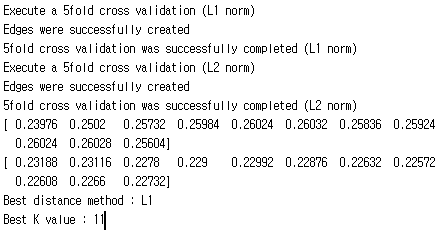 Execute a 5fold cross validation (L1 norm)
Edges were successfully created
5fold cross validation was successfully completed (L1 norm)
Execute a 5fold cross validation (L2 norm)
Edges were successfully created
5fold cross validation was successfully completed (L2 norm)
[ 0.23976  0.2502   0.25732  0.25984  0.26024  0.26032  0.25836  0.25924
  0.26024  0.26028  0.25604]
[ 0.23188  0.23116  0.2278   0.229    0.22992  0.22876  0.22632  0.22572
  0.22608  0.2266   0.22732]
Best distance method : L1
Best K value : 11